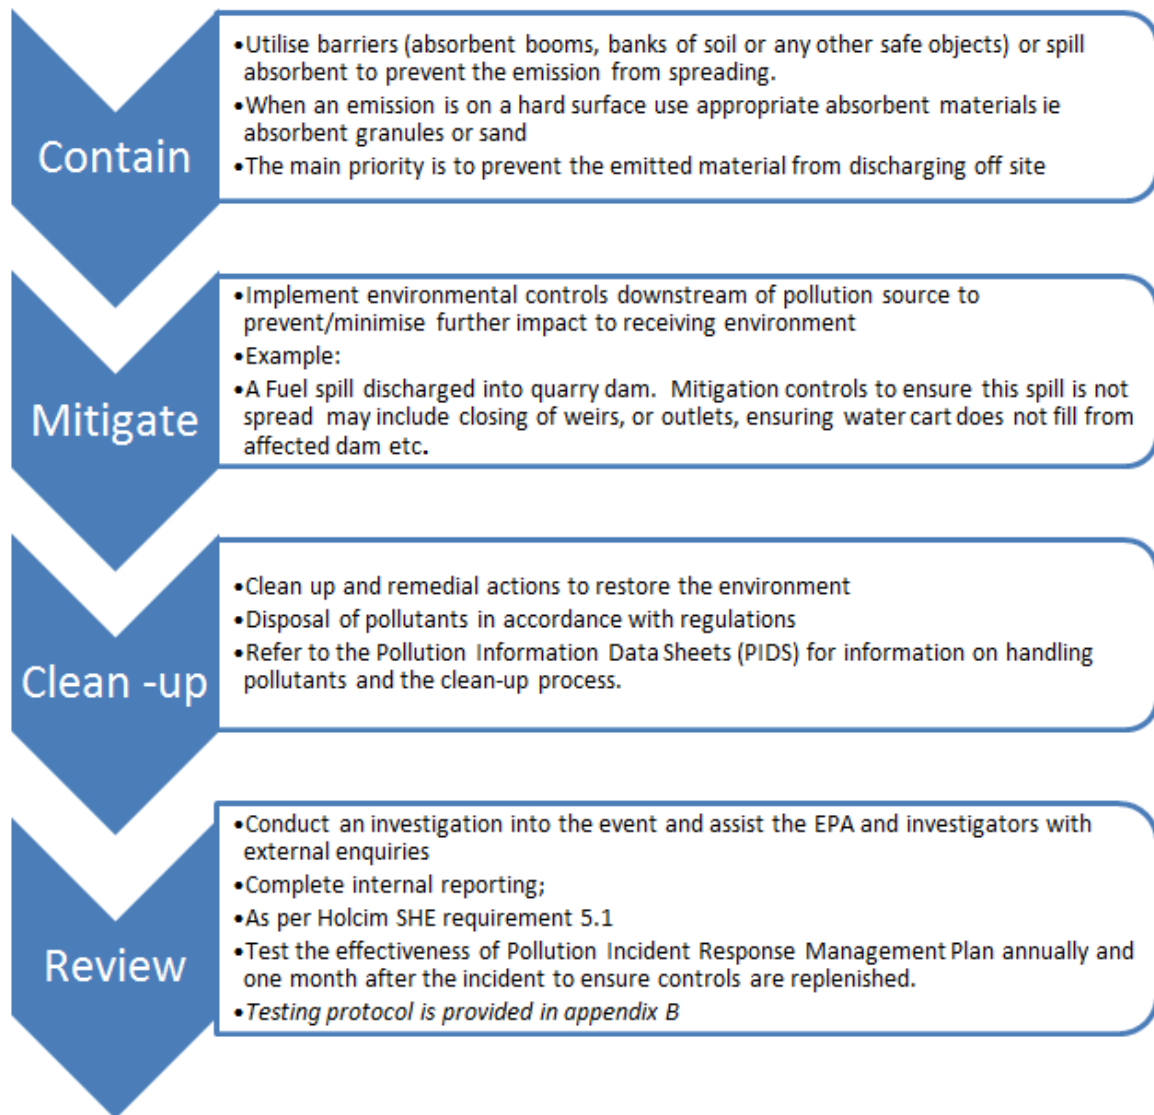 Contain
•Utilise barriers (absorbent booms, banks of soil or any other safe objects) or spill
absorbent to prevent the emission from spreading.
•When an emission is on a hard surface use appropriate absorbent materials ie
absorbent granules or sand
•The main priority is to prevent the emitted material from discharging off site
Mitigate
•Implement environmental controls downstream of pollution source to
prevent/minimise further impact to receiving environment
•Example:
•A Fuel spill discharged into quarry dam. Mitigation controls to ensure this spill is not
spread may include closing of weirs, or outlets, ensuring water cart does not fill from
affected dam etc.
Clean -up
•Clean up and remedial actions to restore the environment
•Disposal of pollutants in accordance with regulations
•Refer to the Pollution Information Data Sheets (PIDS) for information on handling
pollutants and the clean-up process.
Review
•Conduct an investigation into the event and assist the EPA and investigators with
external enquiries
•Complete internal reporting;
•As per Holcim SHE requirement 5.1
•Test the effectiveness of Pollution Incident Response Management Plan annually and
one month after the incident to ensure controls are replenished.
•Testing protocol is provided in appendix B